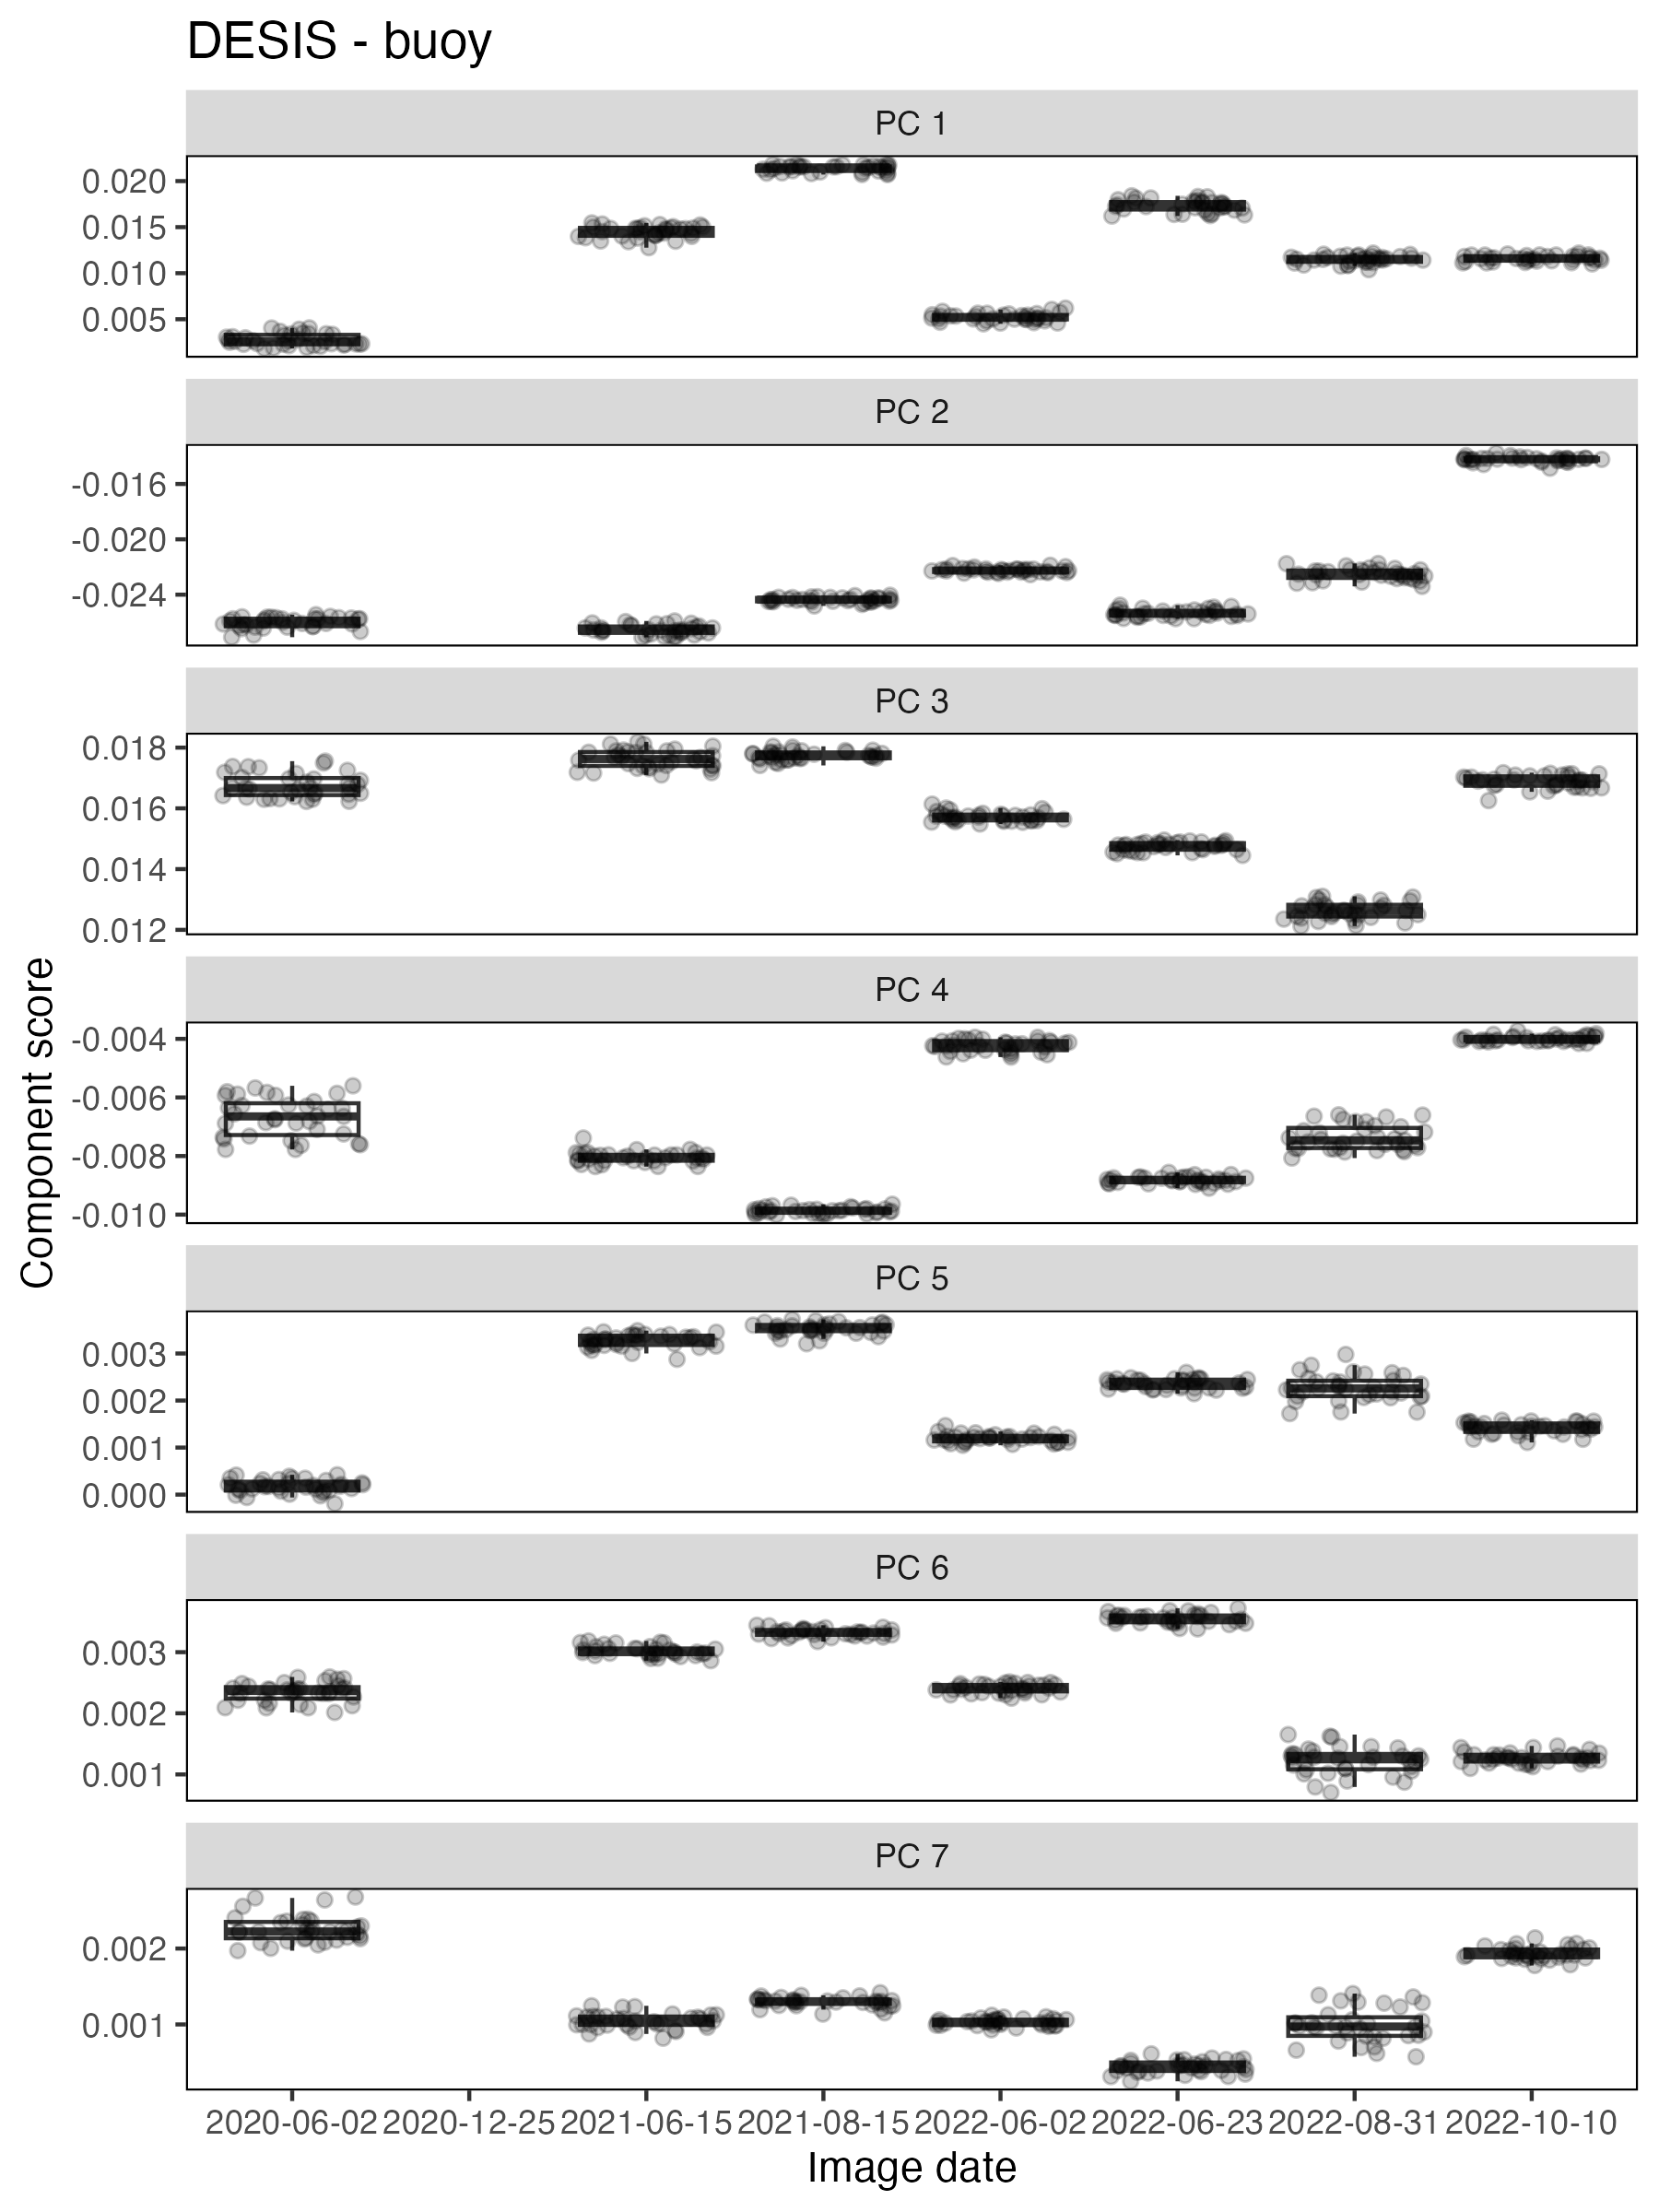 DESIS - buoy
PC 1
0.020
0.015
0.010
0.005
PC 2
-0.016
-0.020
-0.024
PC 3
0.018
0.016
0.014
0.012
PC 4
-0.004
-0.006
-0.008
-0.010
PC 5
0.003
0.002
0.001
0.000
PC 6
0.003
0.002
0.001
PC 7
0.002
0.001
Component score
2020-06-02 2020-12-25 2021-06-15 2021-08-15 2022-06-02 2022-06-23 2022-08-31 2022-10-10
Image date